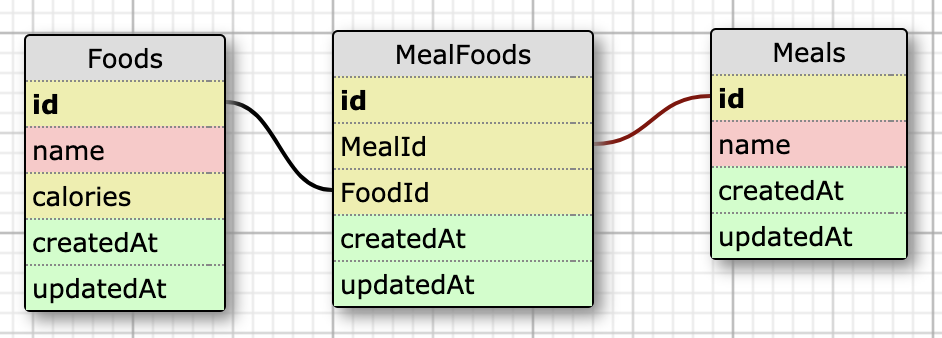 Foods
id
name
calories
createdAt
updatedAt
MealFoods
id
MealId
FoodId
createdAt
updatedAt
Meals
id
name
createdAt
updatedAt